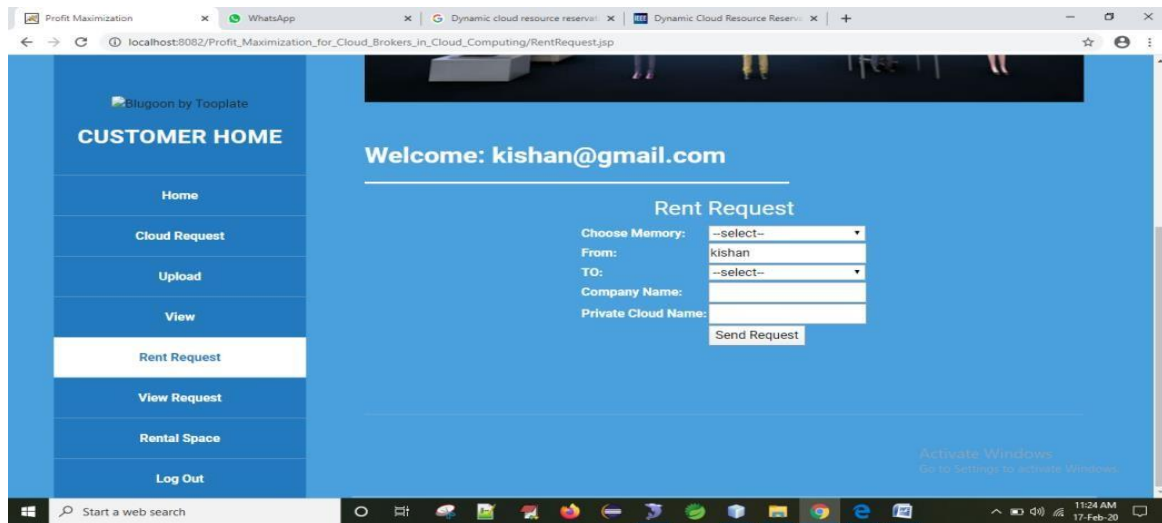 Profit Maximization
WhatsApp
Dynamic cloud resource reservat
Dynamic Cloud Resource Reserva
localhost:8082/Profit_Maximization_for_Cloud_Brokers_in_Cloud_Computing/RentRequest.jsp
Blugoon by Tooplate
CUSTOMER HOME
Home
Cloud Request
Upload
View
Rent Request
View Request
Rental Space
Log Out
Welcome: kishan@gmail.com
Rent Request
Choose Memory: --select--
From: kishan
TO: --select--
Company Name:
Private Cloud Name:
Send Request
Activate Windows
Go to Settings to activate Windows.
Start a web search
11:24 AM
17-Feb-20